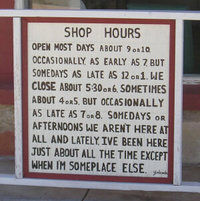 SHOP HOURS
OPEN MOST DAYS ABOUT 9 OR 10,
OCCASIONALLY AS EARLY AS 7 BUT
SOMEDAYS AS LATE AS 12 OR 1. WE
CLOSE ABOUT 5:30 OR 6. SOMETIMES
ABOUT 4 OR 5. BUT OCCASIONALLY
AS LATE AS 7 OR 8. SOMEDAYS OR
AFTERNOONS WE AREN'T HERE AT
ALL AND LATELY, I'VE BEEN HERE
JUST ABOUT ALL THE TIME EXCEPT
WHEN I'M SOMEPLACE ELSE.